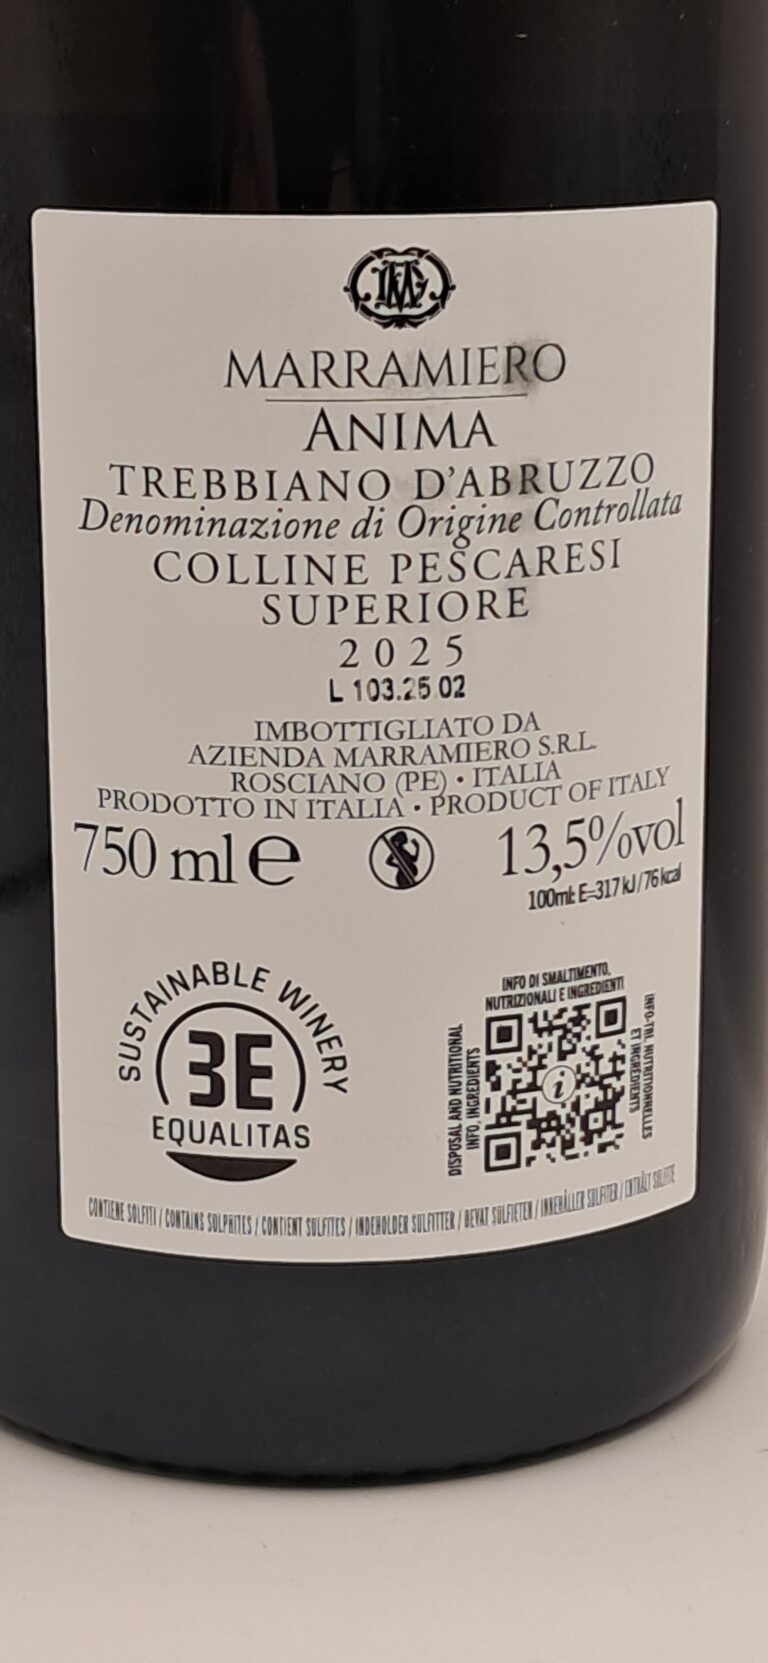 MARRAMIERO
ANIMA
TREBBIANO D'ABRUZZO
Denominazione di Origine Controllata
COLLINE PESCARESI
SUPERIORE
2025
L 103.25 02
IMBOTTIGLIATO DA
AZIENDA MARRAMIERO S.R.L.
ROSCIANO (PE) • ITALIA
PRODOTTO IN ITALIA • PRODUCT OF ITALY
750 ml e
13,5%vol
100ml: E=317 kJ / 76 kcal
SUSTAINABLE WINERY
3E
EQUALITAS
INFO DI SMALTIMENTO,
NUTRIZIONALI E INGREDIENTI
DISPOSAL AND NUTRITIONAL
INFO, INGREDIENTS
INFO-TRI, NUTRITIONNELLES
ET INGRÉDIENTS
i
CONTIENE SOLFITI / CONTAINS SULPHITES / CONTIENT SULFITES / INDEHOLDER SULFITTER / BEVAT SULFIETEN / INNEHÅLLER SULFITER / ENTHÄLT SULFITE